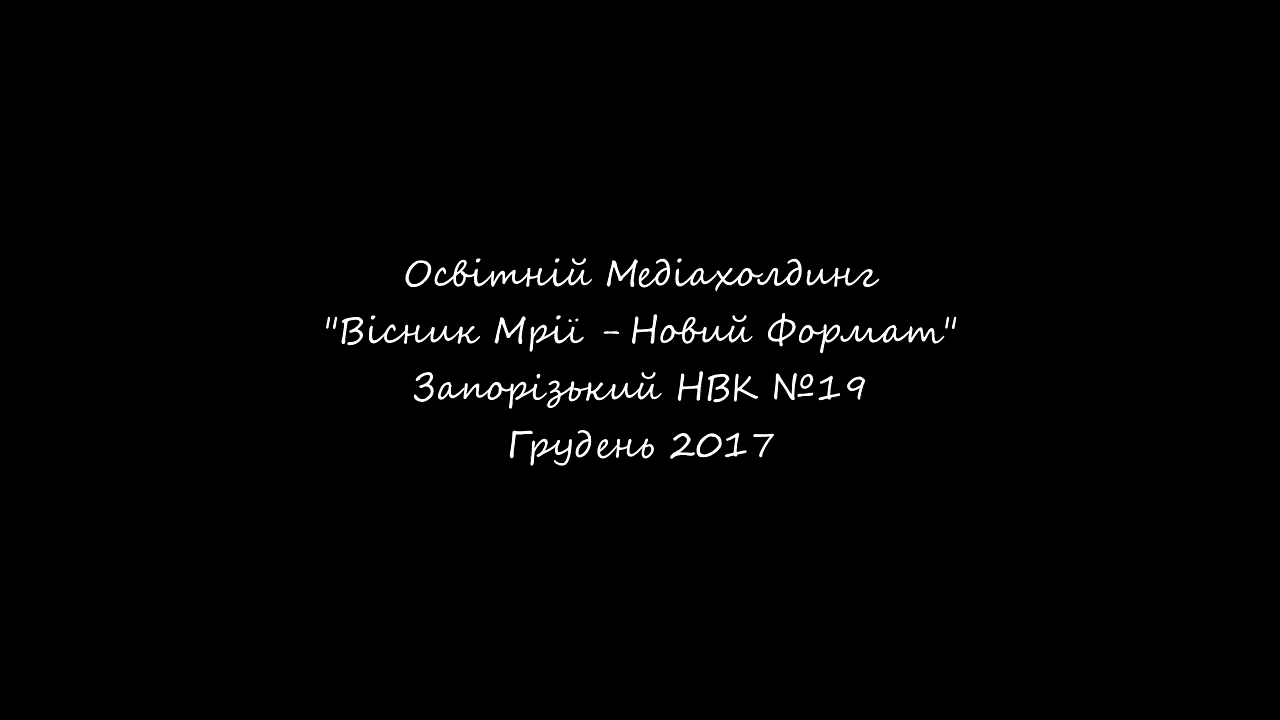 Освітній Медіахолдинг
"Вісник Мрії - Новий Формат"
Запорізький НВК №19
Грудень 2017